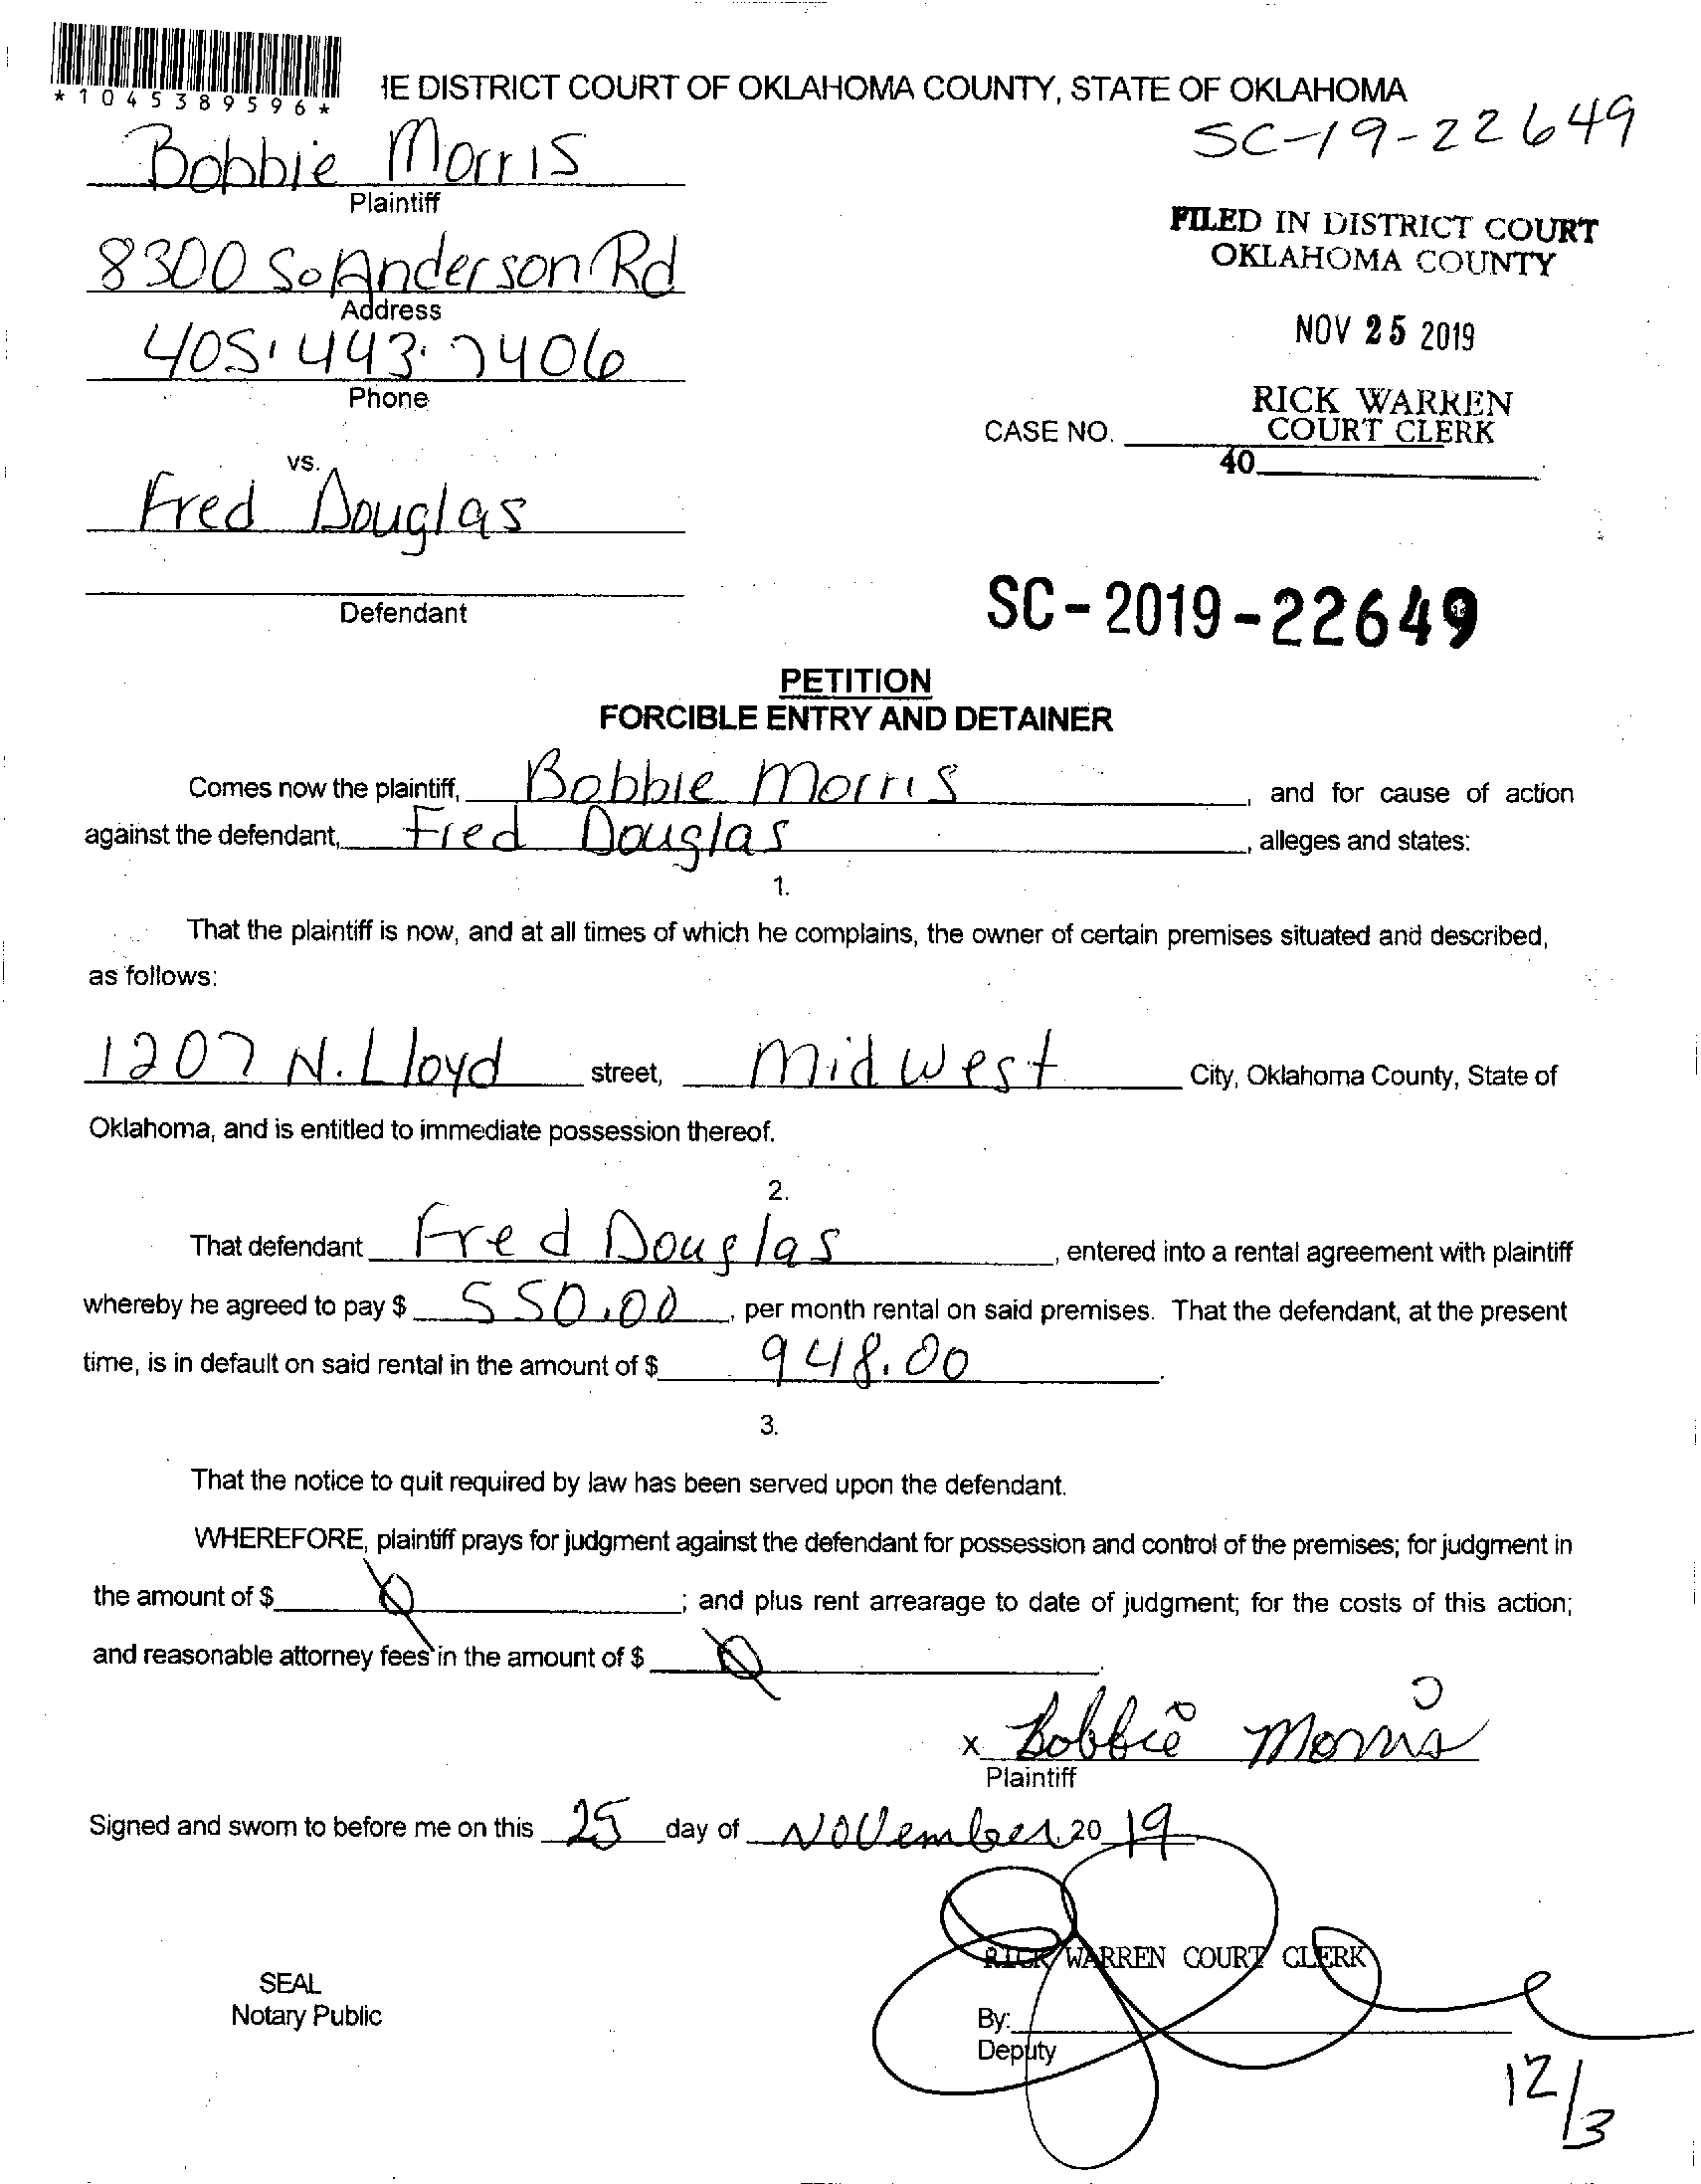 *1045389596*
IE DISTRICT COURT OF OKLAHOMA COUNTY, STATE OF OKLAHOMA
SC-19-22649
Bobbie Morris
Plaintiff
8300 So Anderson Rd
Address
405.443.7406
Phone
vs.
Fred Douglas
Defendant
FILED IN DISTRICT COURT
OKLAHOMA COUNTY
NOV 25 2019
RICK WARREN
COURT CLERK
CASE NO.
40
SC-2019-22649
PETITION
FORCIBLE ENTRY AND DETAINER
Comes now the plaintiff, Bobbie Morris, and for cause of action
against the defendant, Fred Douglas, alleges and states:
1.
That the plaintiff is now, and at all times of which he complains, the owner of certain premises situated and described,
as follows:
1207 N. Lloyd street, Midwest City, Oklahoma County, State of
Oklahoma, and is entitled to immediate possession thereof.
2.
That defendant Fred Douglas, entered into a rental agreement with plaintiff
whereby he agreed to pay $ 550.00, per month rental on said premises. That the defendant, at the present
time, is in default on said rental in the amount of $ 948.00.
3.
That the notice to quit required by law has been served upon the defendant.
WHEREFORE, plaintiff prays for judgment against the defendant for possession and control of the premises; for judgment in
the amount of $ 0; and plus rent arrearage to date of judgment; for the costs of this action;
and reasonable attorney fees in the amount of $ 0.
x Bobbie Morris
Plaintiff
Signed and sworn to before me on this 25 day of November 2019
RICK WARREN COURT CLERK
SEAL
Notary Public
By:
Deputy
12/3